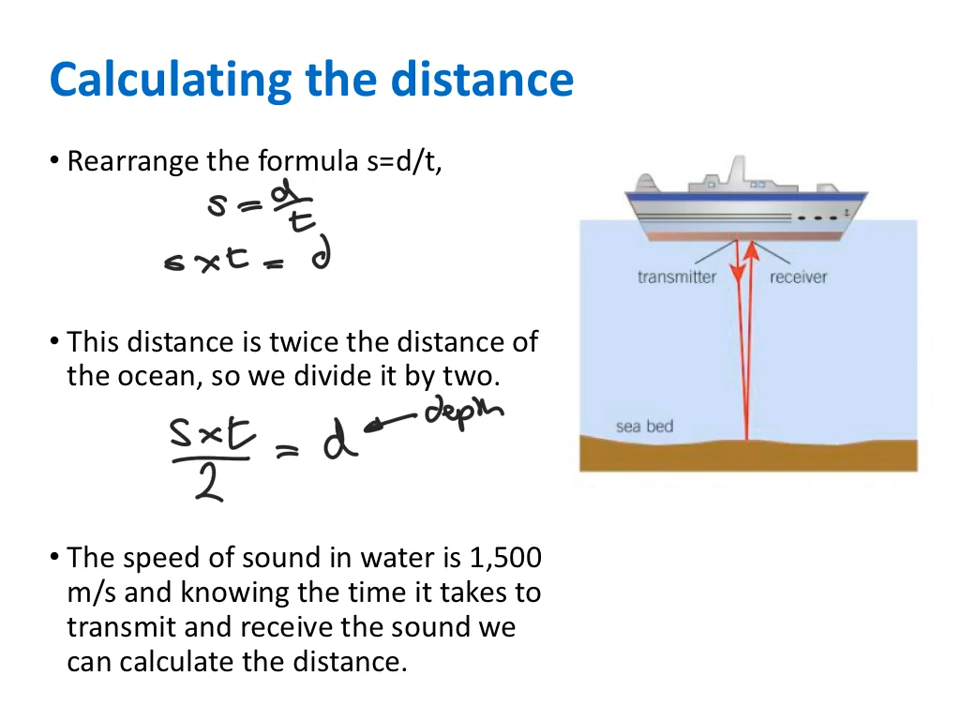 Calculating the distance
• Rearrange the formula s=d/t,
s = d/t
s x t = d
• This distance is twice the distance of
the ocean, so we divide it by two.
s x t / 2 = d ← depth
• The speed of sound in water is 1,500
m/s and knowing the time it takes to
transmit and receive the sound we
can calculate the distance.
transmitter
receiver
sea bed